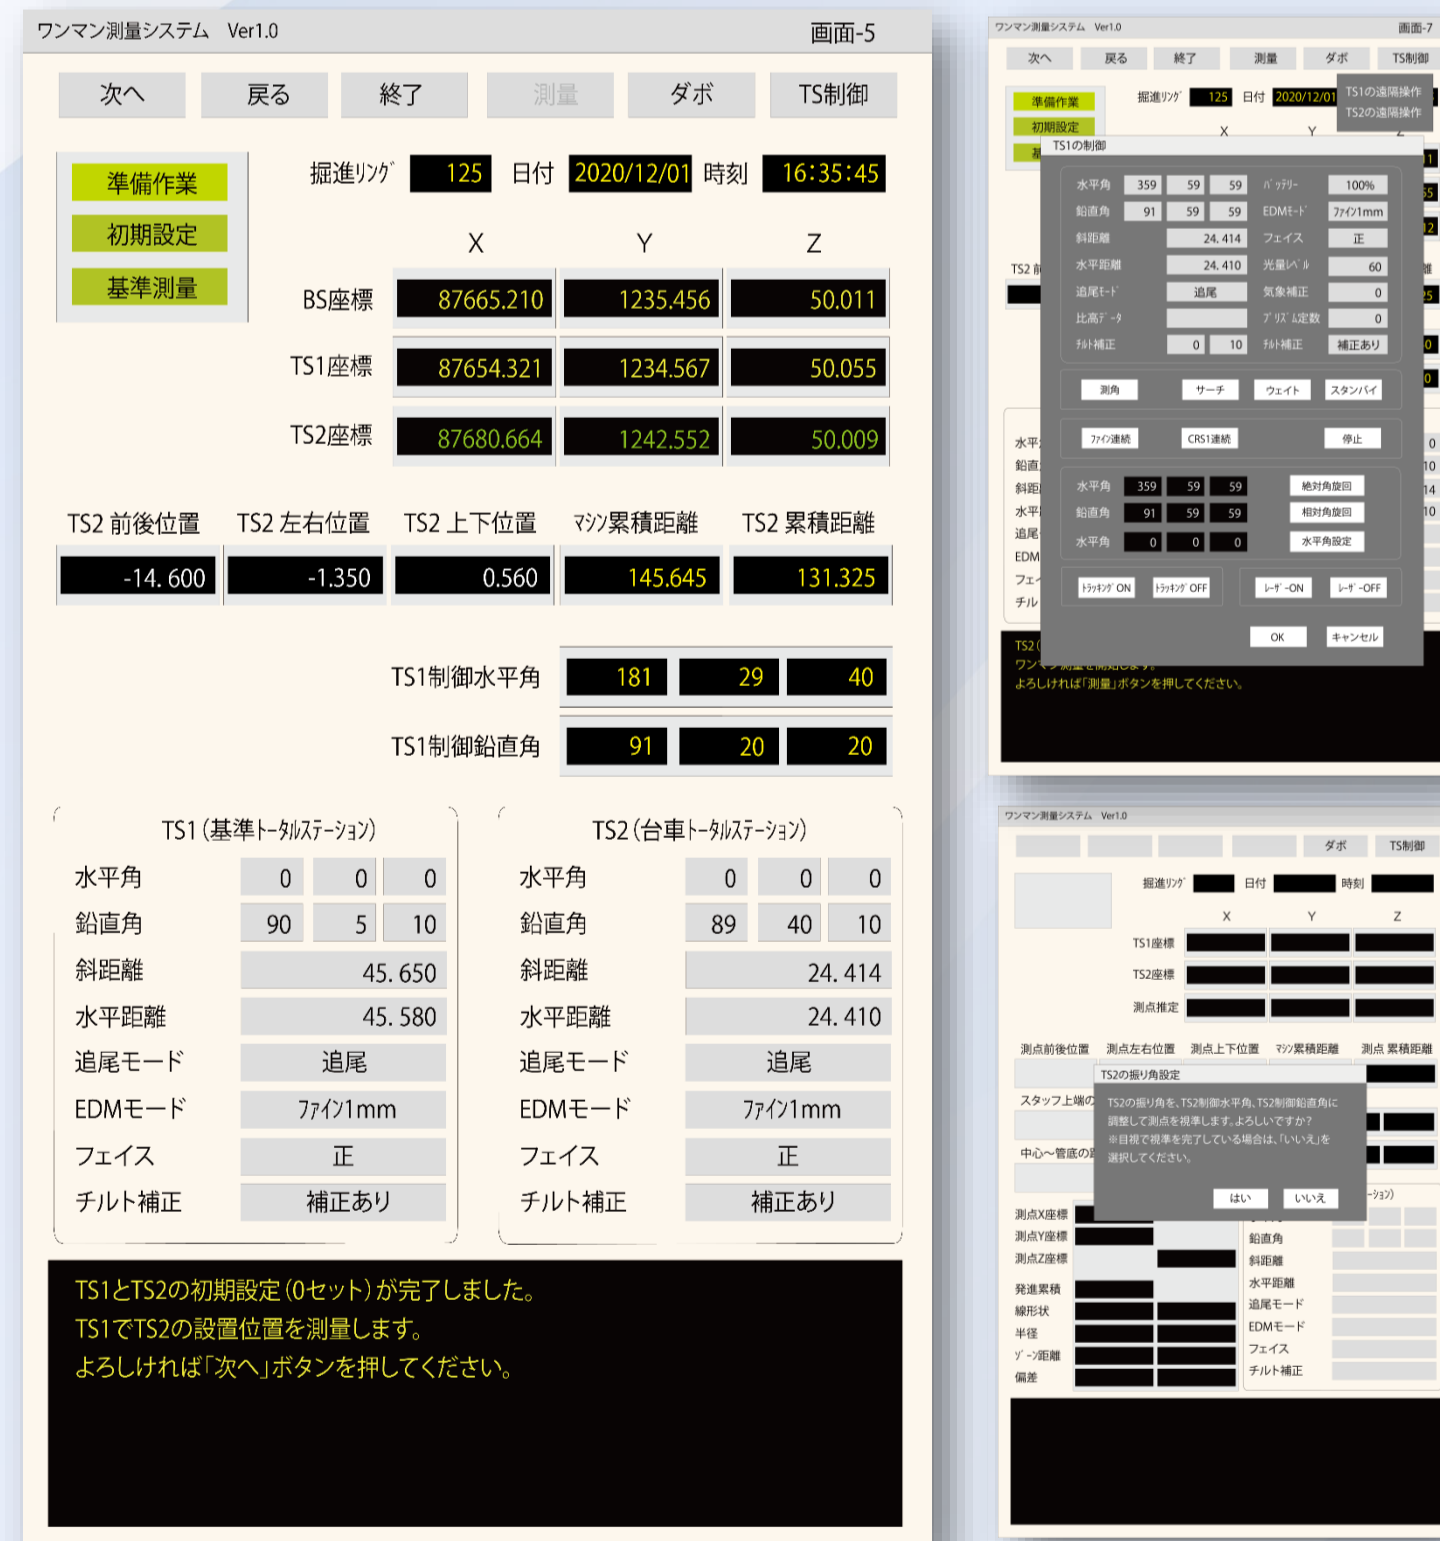 ワンマン測量システム Ver1.0 画面-5
次へ 戻る 終了 測量 ダボ TS制御
準備作業
初期設定
基準測量
掘進リング 125 日付 2020/12/01 時刻 16:35:45
X Y Z
BS座標 87665.210 1235.456 50.011
TS1座標 87654.321 1234.567 50.055
TS2座標 87680.664 1242.552 50.009
TS2 前後位置 TS2 左右位置 TS2 上下位置 マシン累積距離 TS2 累積距離
-14.600 -1.350 0.560 145.645 131.325
TS1制御水平角 181 29 40
TS1制御鉛直角 91 20 20
TS1(基準トータルステーション)
水平角 0 0 0
鉛直角 90 5 10
斜距離 45.650
水平距離 45.580
追尾モード 追尾
EDMモード ファイン1mm
フェイス 正
チルト補正 補正あり
TS2(台車トータルステーション)
水平角 0 0 0
鉛直角 89 40 10
斜距離 24.414
水平距離 24.410
追尾モード 追尾
EDMモード ファイン1mm
フェイス 正
チルト補正 補正あり
TS1とTS2の初期設定(0セット)が完了しました。
TS1でTS2の設置位置を測量します。
よろしければ「次へ」ボタンを押してください。
ワンマン測量システム Ver1.0 画面-7
次へ 戻る 終了 測量 ダボ TS制御
TS1の遠隔操作
TS2の遠隔操作
準備作業
初期設定
掘進リング 125 日付 2020/12/01
X Y Z
TS1の制御
水平角 359 59 59 バッテリー 100%
鉛直角 91 59 59 EDMモード ファイン1mm
斜距離 24.414 フェイス 正
水平距離 24.410 光量レベル 60
追尾モード 追尾 気象補正 0
比高データ プリズム定数 0
チルト補正 0 10 チルト補正 補正あり
測角 サーチ ウェイト スタンバイ
ファイン連続 CRS1連続 停止
水平角 359 59 59 絶対角旋回
鉛直角 91 59 59 相対角旋回
水平角 0 0 0 水平角設定
トラッキングON トラッキングOFF レーザーON レーザーOFF
OK キャンセル
TS2 前
水平
鉛直
斜距
水平
追尾
EDM
フェイ
チル
TS2(
ワンマン測量を開始します。
よろしければ「測量」ボタンを押してください。
ワンマン測量システム Ver1.0
ダボ TS制御
掘進リング 日付 時刻
X Y Z
TS1座標
TS2座標
測点推定
測点前後位置 測点左右位置 測点上下位置 マシン累積距離 測点 累積距離
スタッフ上端の
中心〜管底の距
TS2の振り角設定
TS2の振り角を、TS2制御水平角、TS2制御鉛直角に
調整して測点を視準します。よろしいですか?
※目視で視準を完了している場合は、「いいえ」を
選択してください。
はい いいえ
測点X座標
測点Y座標
測点Z座標
発進累積
線形状
半径
ゾーン距離
偏差
ーション)
鉛直角
斜距離
水平距離
追尾モード
EDMモード
フェイス
チルト補正